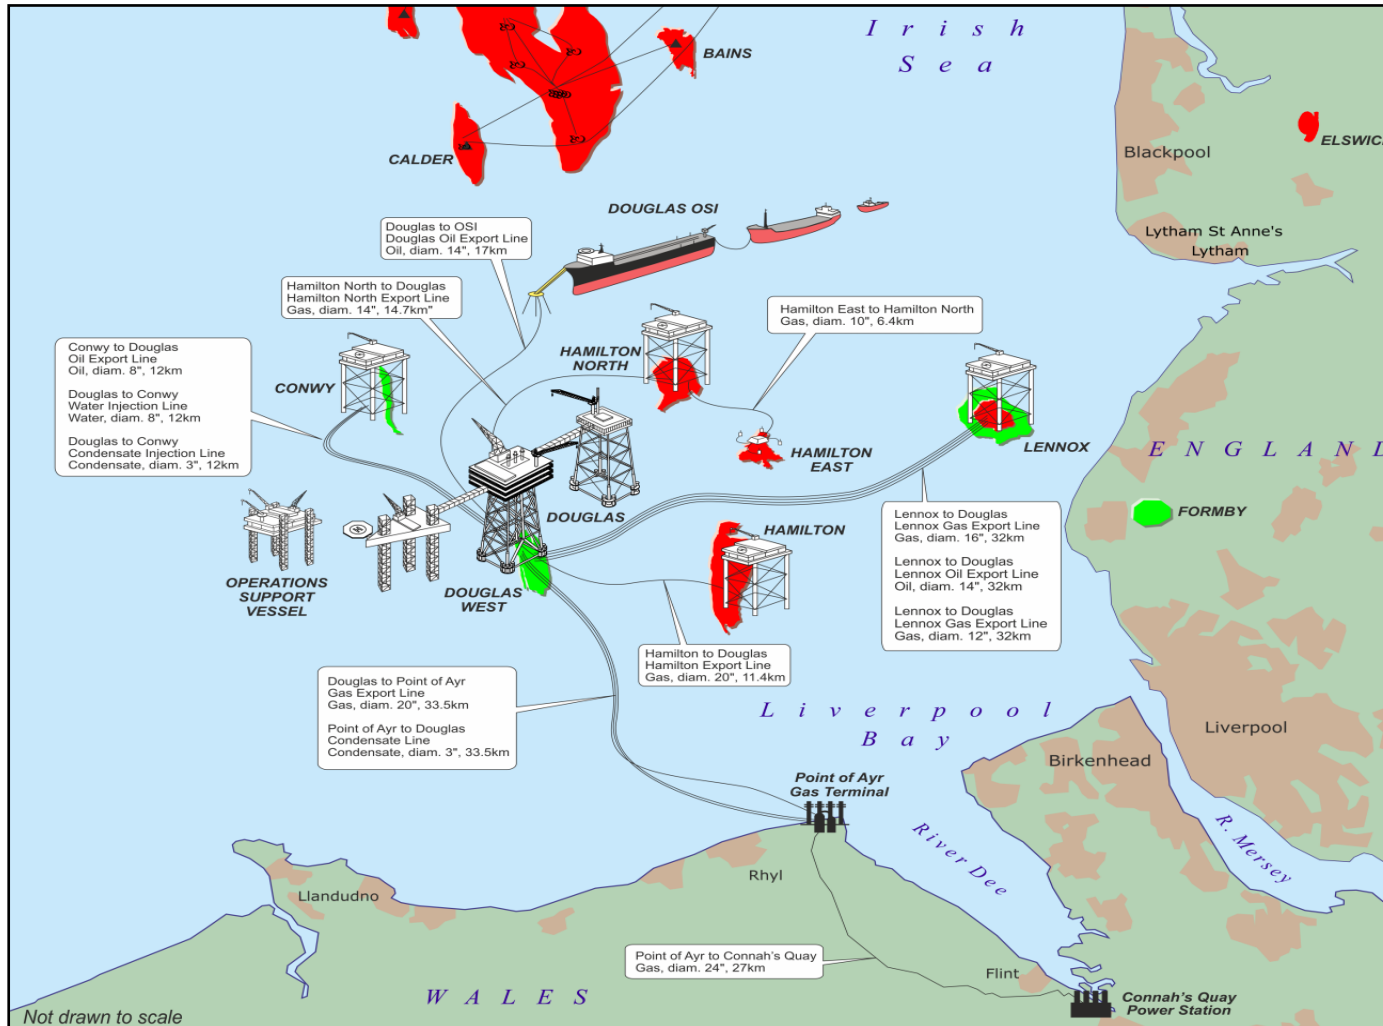 I r i s h
S e a
BAINS
CALDER
ELSWICK
Blackpool
Lytham St Anne's
Lytham
DOUGLAS OSI
Douglas to OSI
Douglas Oil Export Line
Oil, diam. 14", 17km
Hamilton North to Douglas
Hamilton North Export Line
Gas, diam. 14", 14.7km"
Hamilton East to Hamilton North
Gas, diam. 10", 6.4km
Conwy to Douglas
Oil Export Line
Oil, diam. 8", 12km
Douglas to Conwy
Water Injection Line
Water, diam. 8", 12km
Douglas to Conwy
Condensate Injection Line
Condensate, diam. 3", 12km
CONWY
HAMILTON
NORTH
HAMILTON
EAST
LENNOX
E N G L A N D
FORMBY
DOUGLAS
HAMILTON
Lennox to Douglas
Lennox Gas Export Line
Gas, diam. 16", 32km
Lennox to Douglas
Lennox Oil Export Line
Oil, diam. 14", 32km
Lennox to Douglas
Lennox Gas Export Line
Gas, diam. 12", 32km
OPERATIONS
SUPPORT
VESSEL
DOUGLAS
WEST
Hamilton to Douglas
Hamilton Export Line
Gas, diam. 20", 11.4km
Douglas to Point of Ayr
Gas Export Line
Gas, diam. 20", 33.5km
Point of Ayr to Douglas
Condensate Line
Condensate, diam. 3", 33.5km
L i v e r p o o l
B a y
Liverpool
Birkenhead
Point of Ayr
Gas Terminal
River Dee
R. Mersey
Llandudno
Rhyl
Point of Ayr to Connah's Quay
Gas, diam. 24", 27km
Flint
W A L E S
Connah's Quay
Power Station
Not drawn to scale